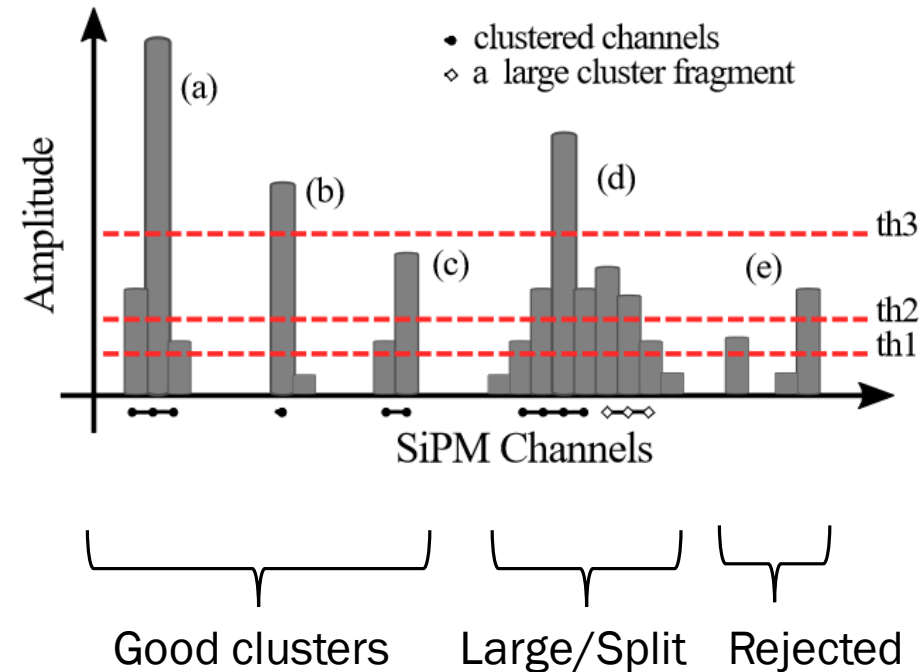 clustered channels
a large cluster fragment
(a)
(b)
(c)
(d)
(e)
Amplitude
th3
th2
th1
SiPM Channels
Good clusters
Large/Split
Rejected